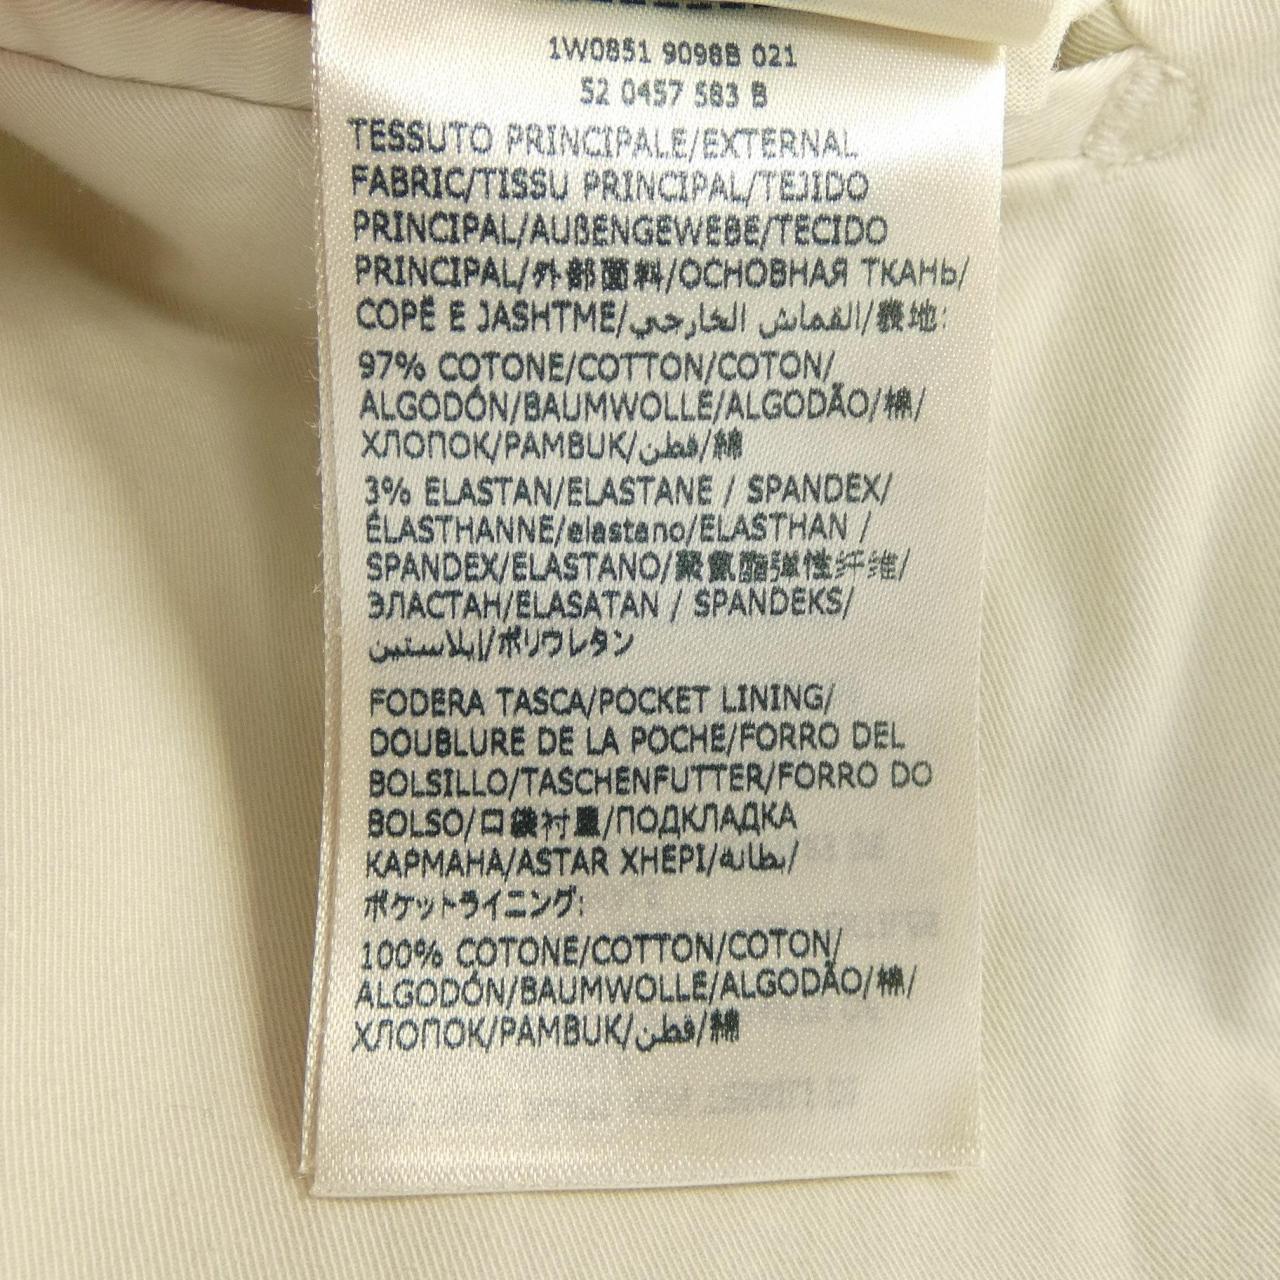 1W0851 9098B 021
52 0457 583 B
TESSUTO PRINCIPALE/EXTERNAL
FABRIC/TISSU PRINCIPAL/TEJIDO
PRINCIPAL/AUßENGEWEBE/TECIDO
PRINCIPAL/外部面料/ОСНОВНАЯ ТКАНЬ/
COPË E JASHTME/القماش الخارجي/表地:
97% COTONE/COTTON/COTON/
ALGODÓN/BAUMWOLLE/ALGODÃO/棉/
ХЛОПОК/PAMBUK/قطن/綿
3% ELASTAN/ELASTANE / SPANDEX/
ÉLASTHANNE/elastano/ELASTHAN /
SPANDEX/ELASTANO/聚氨酯弹性纤维/
ЭЛАСТАН/ELASATAN / SPANDEKS/
إيلاستين/ポリウレタン
FODERA TASCA/POCKET LINING/
DOUBLURE DE LA POCHE/FORRO DEL
BOLSILLO/TASCHENFUTTER/FORRO DO
BOLSO/口袋衬里/ПОДКЛАДКА
КАРМАНА/ASTAR XHEPI/بطانة/
ポケットライニング:
100% COTONE/COTTON/COTON/
ALGODÓN/BAUMWOLLE/ALGODÃO/棉/
ХЛОПОК/PAMBUK/قطن/綿